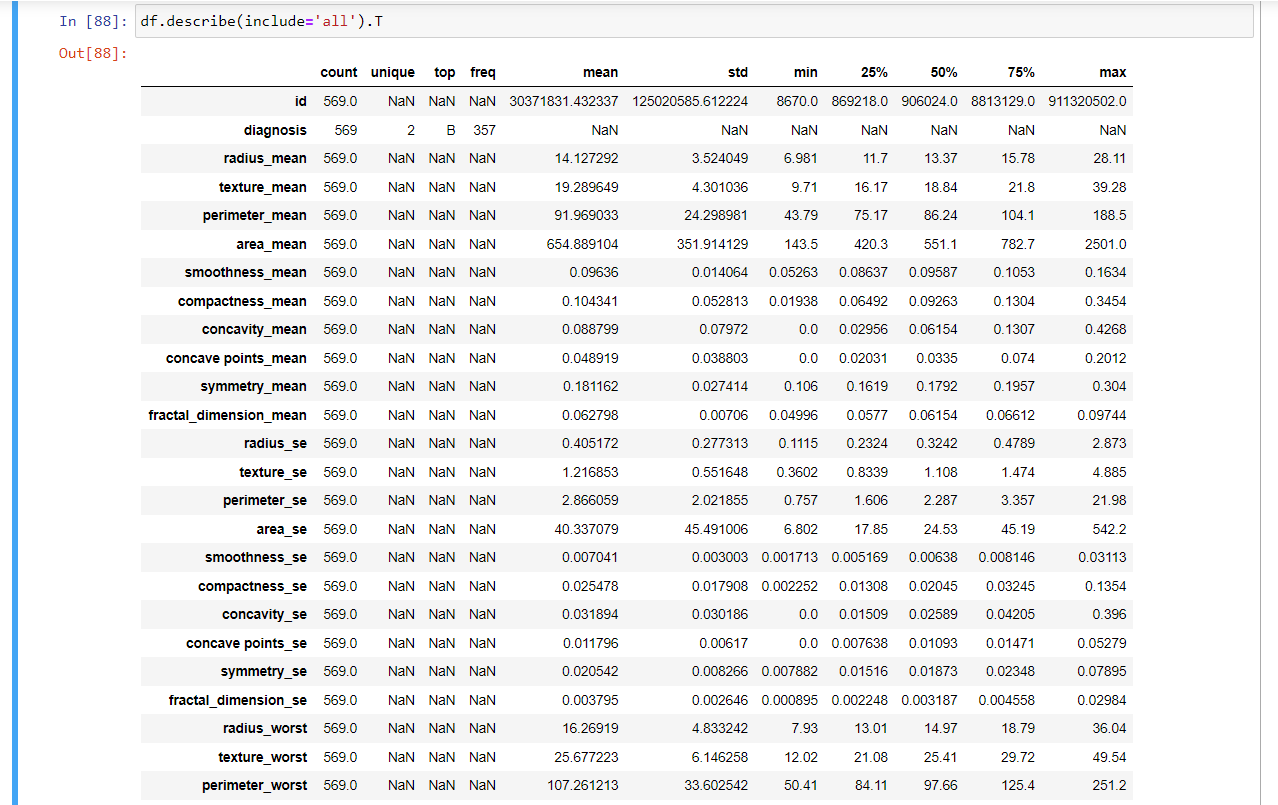 In [88]: df.describe(include='all').T
Out[88]:
count unique top freq mean std min 25% 50% 75% max
id 569.0 NaN NaN NaN 30371831.432337 125020585.612224 8670.0 869218.0 906024.0 8813129.0 911320502.0
diagnosis 569 2 B 357 NaN NaN NaN NaN NaN NaN NaN
radius_mean 569.0 NaN NaN NaN 14.127292 3.524049 6.981 11.7 13.37 15.78 28.11
texture_mean 569.0 NaN NaN NaN 19.289649 4.301036 9.71 16.17 18.84 21.8 39.28
perimeter_mean 569.0 NaN NaN NaN 91.969033 24.298981 43.79 75.17 86.24 104.1 188.5
area_mean 569.0 NaN NaN NaN 654.889104 351.914129 143.5 420.3 551.1 782.7 2501.0
smoothness_mean 569.0 NaN NaN NaN 0.09636 0.014064 0.05263 0.08637 0.09587 0.1053 0.1634
compactness_mean 569.0 NaN NaN NaN 0.104341 0.052813 0.01938 0.06492 0.09263 0.1304 0.3454
concavity_mean 569.0 NaN NaN NaN 0.088799 0.07972 0.0 0.02956 0.06154 0.1307 0.4268
concave points_mean 569.0 NaN NaN NaN 0.048919 0.038803 0.0 0.02031 0.0335 0.074 0.2012
symmetry_mean 569.0 NaN NaN NaN 0.181162 0.027414 0.106 0.1619 0.1792 0.1957 0.304
fractal_dimension_mean 569.0 NaN NaN NaN 0.062798 0.00706 0.04996 0.0577 0.06154 0.06612 0.09744
radius_se 569.0 NaN NaN NaN 0.405172 0.277313 0.1115 0.2324 0.3242 0.4789 2.873
texture_se 569.0 NaN NaN NaN 1.216853 0.551648 0.3602 0.8339 1.108 1.474 4.885
perimeter_se 569.0 NaN NaN NaN 2.866059 2.021855 0.757 1.606 2.287 3.357 21.98
area_se 569.0 NaN NaN NaN 40.337079 45.491006 6.802 17.85 24.53 45.19 542.2
smoothness_se 569.0 NaN NaN NaN 0.007041 0.003003 0.001713 0.005169 0.00638 0.008146 0.03113
compactness_se 569.0 NaN NaN NaN 0.025478 0.017908 0.002252 0.01308 0.02045 0.03245 0.1354
concavity_se 569.0 NaN NaN NaN 0.031894 0.030186 0.0 0.01509 0.02589 0.04205 0.396
concave points_se 569.0 NaN NaN NaN 0.011796 0.00617 0.0 0.007638 0.01093 0.01471 0.05279
symmetry_se 569.0 NaN NaN NaN 0.020542 0.008266 0.007882 0.01516 0.01873 0.02348 0.07895
fractal_dimension_se 569.0 NaN NaN NaN 0.003795 0.002646 0.000895 0.002248 0.003187 0.004558 0.02984
radius_worst 569.0 NaN NaN NaN 16.26919 4.833242 7.93 13.01 14.97 18.79 36.04
texture_worst 569.0 NaN NaN NaN 25.677223 6.146258 12.02 21.08 25.41 29.72 49.54
perimeter_worst 569.0 NaN NaN NaN 107.261213 33.602542 50.41 84.11 97.66 125.4 251.2